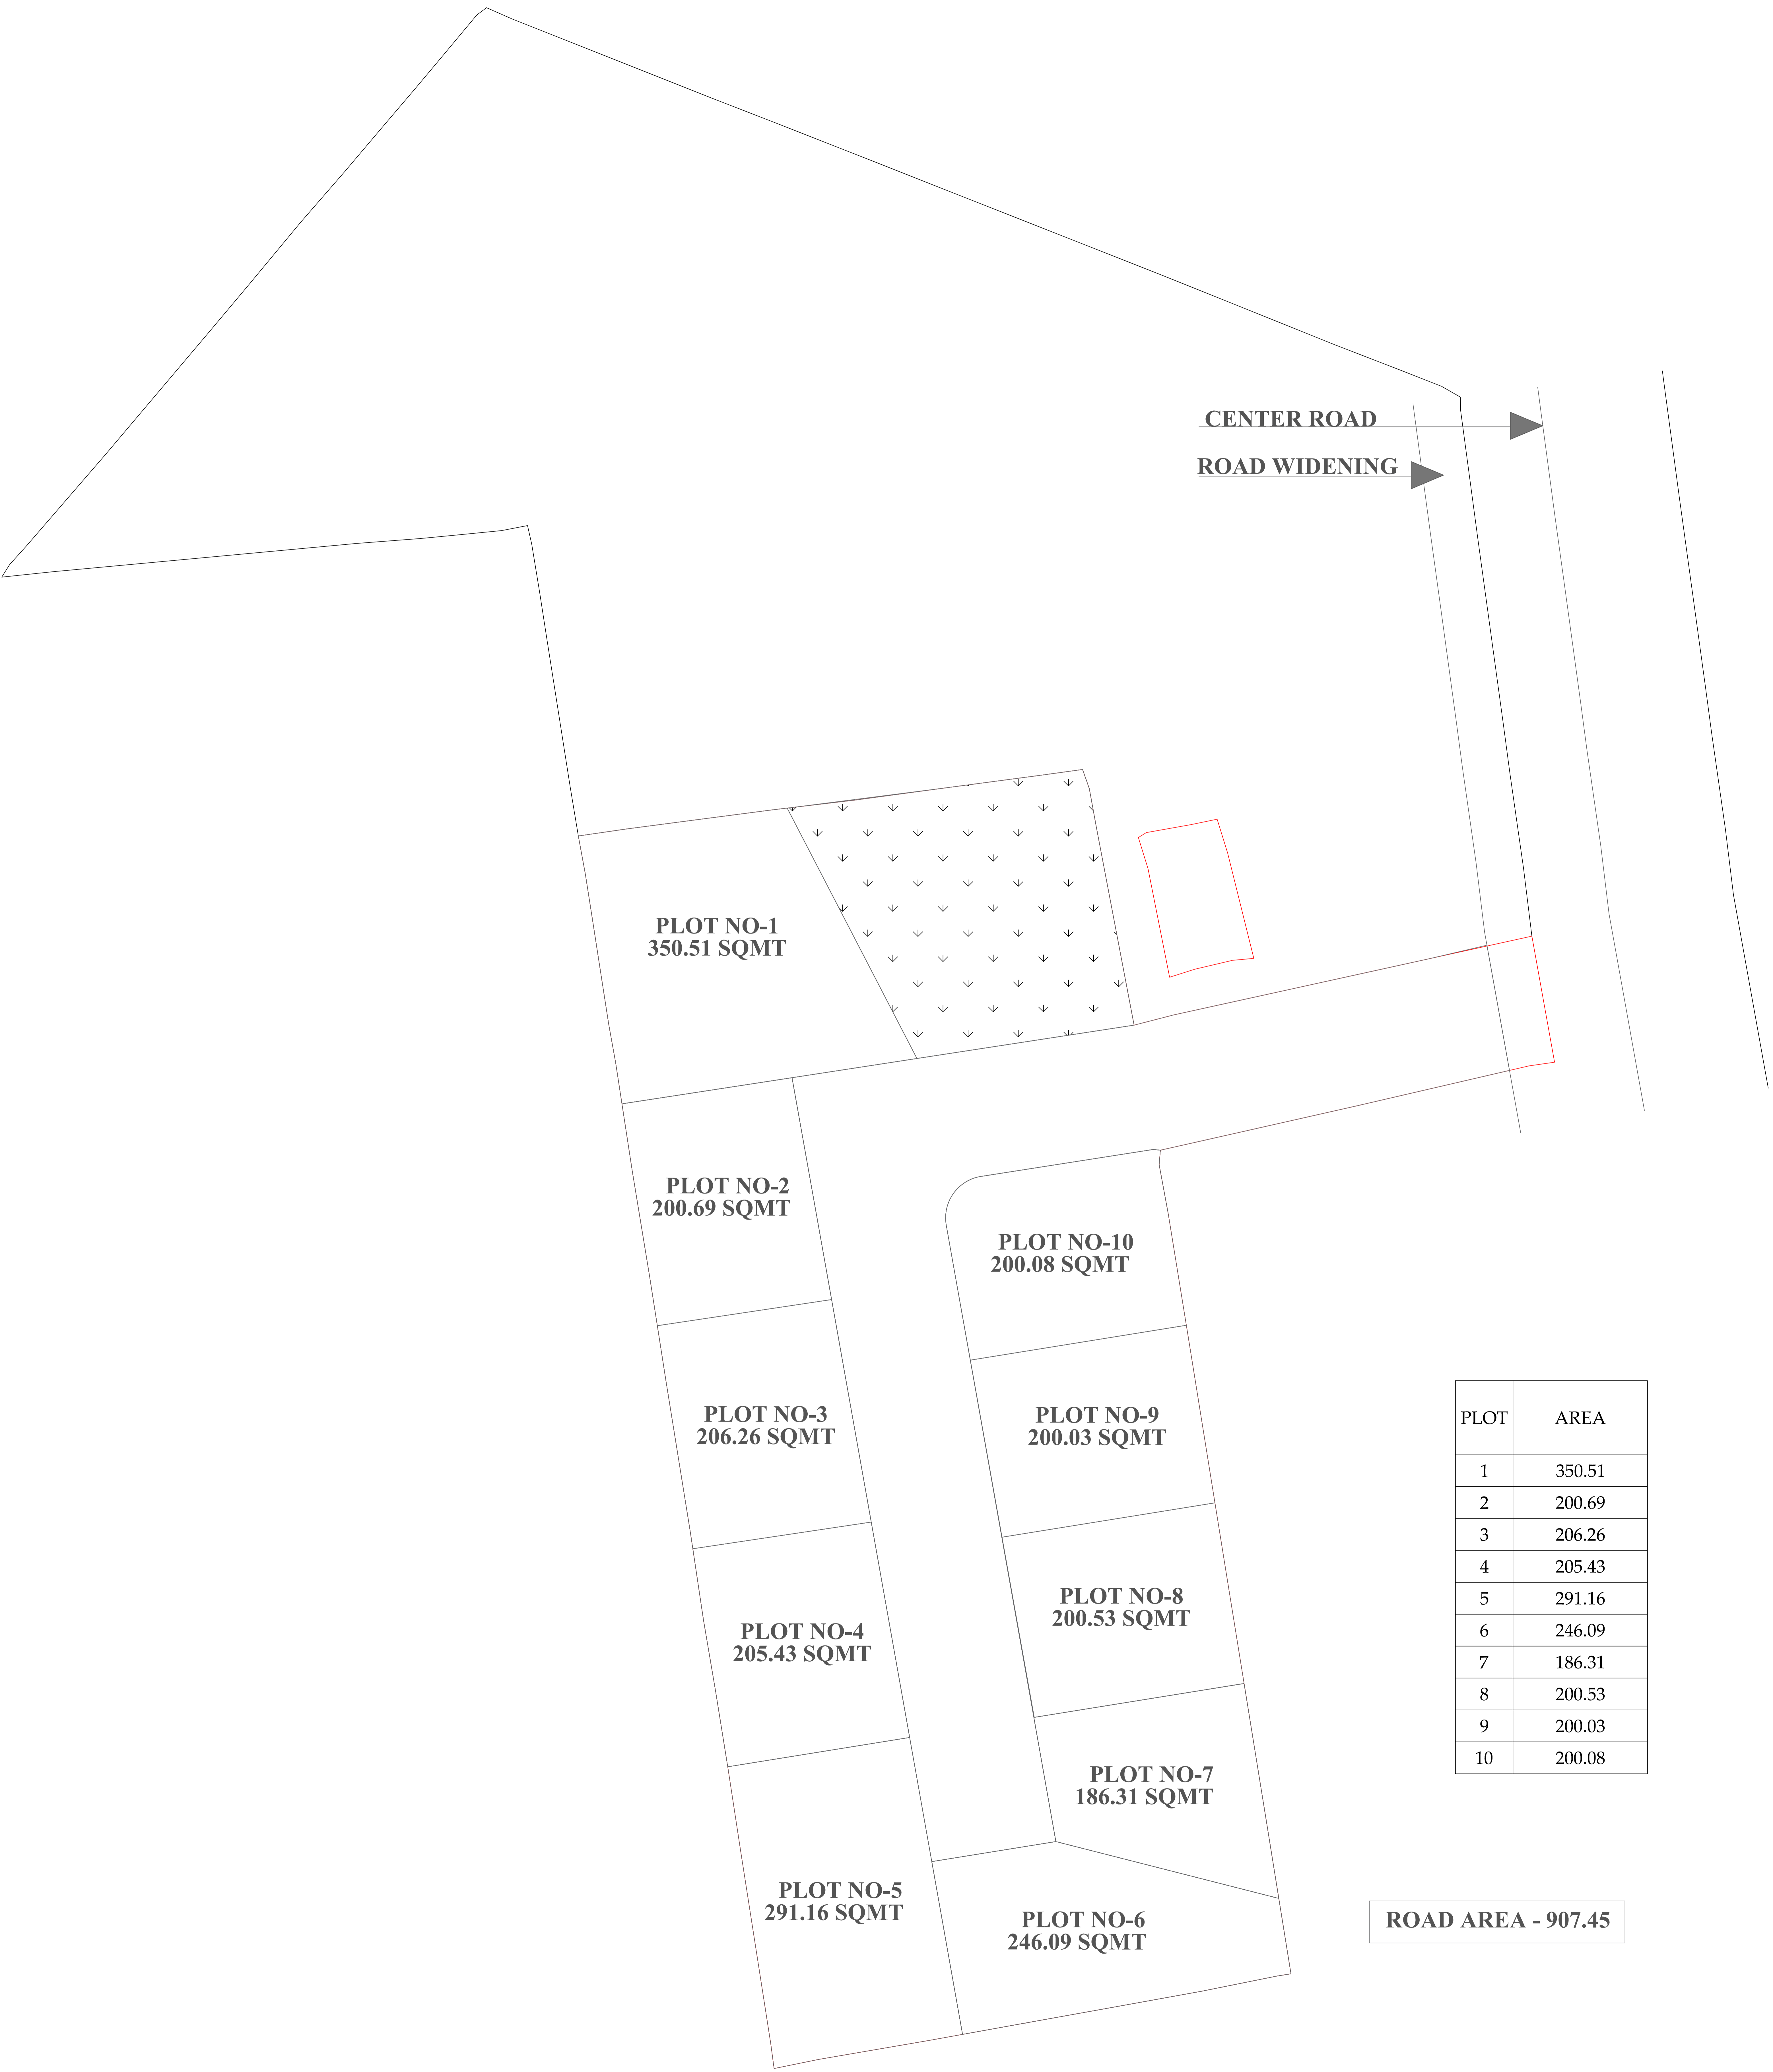 CENTER ROAD
ROAD WIDENING
PLOT NO-1
350.51 SQMT
PLOT NO-2
200.69 SQMT
PLOT NO-10
200.08 SQMT
PLOT NO-3
206.26 SQMT
PLOT NO-9
200.03 SQMT
PLOT NO-8
200.53 SQMT
PLOT NO-4
205.43 SQMT
PLOT NO-7
186.31 SQMT
PLOT NO-5
291.16 SQMT
PLOT NO-6
246.09 SQMT
PLOT AREA
1 350.51
2 200.69
3 206.26
4 205.43
5 291.16
6 246.09
7 186.31
8 200.53
9 200.03
10 200.08
ROAD AREA - 907.45